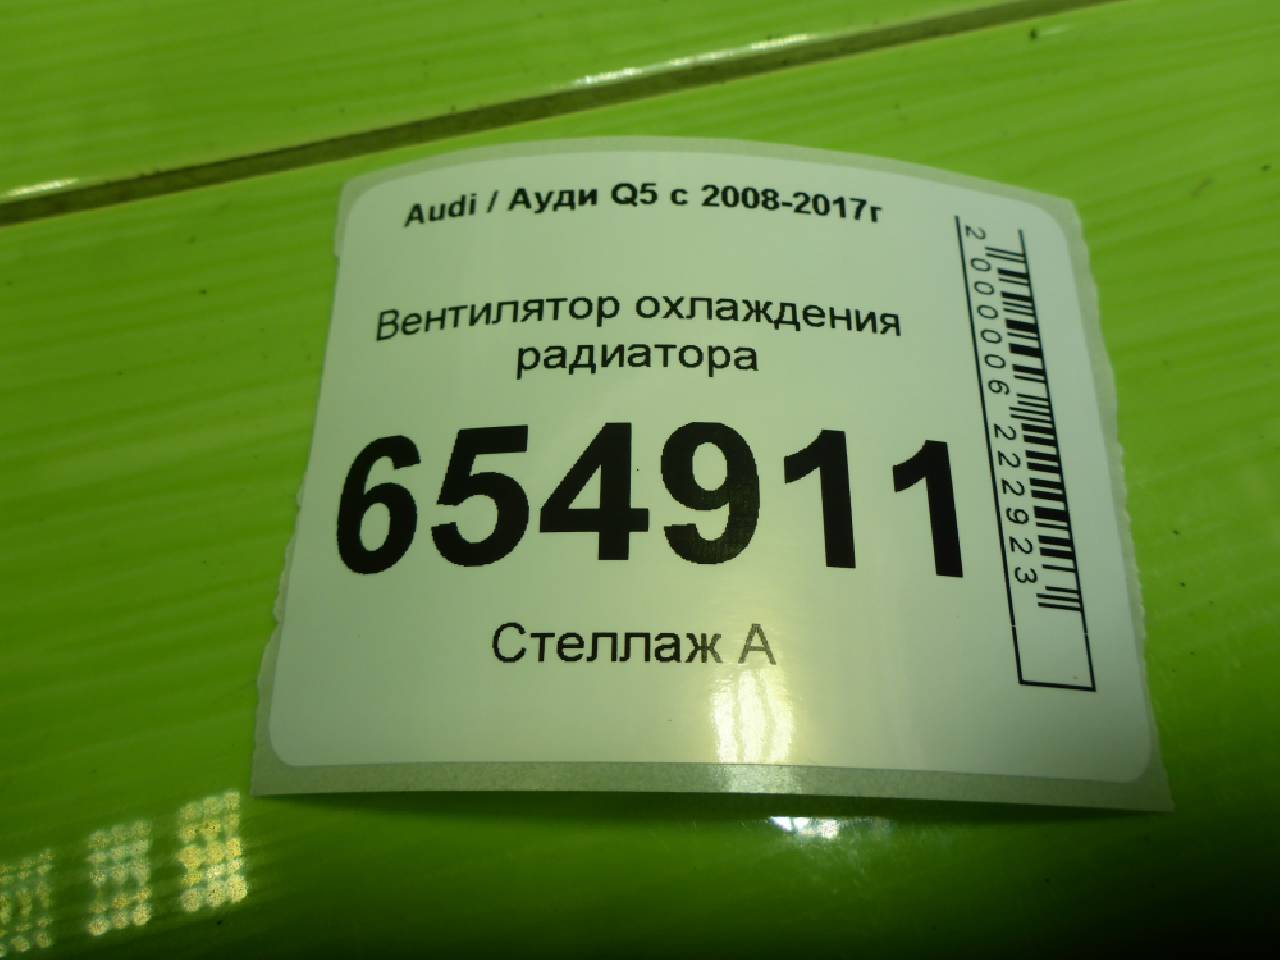 Audi / Ауди Q5 с 2008-2017г
Вентилятор охлаждения
радиатора
654911
Стеллаж А
2000006222923